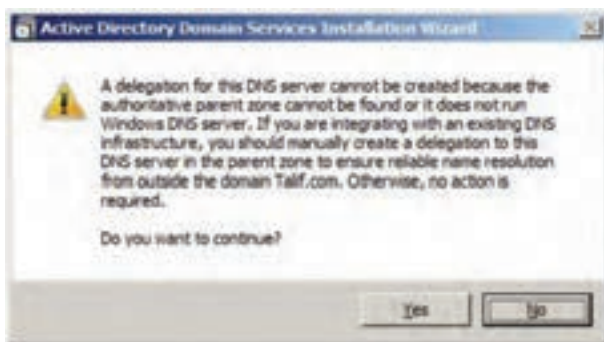 Active Directory Domain Services Installation Wizard
A delegation for this DNS server cannot be created because the
authoritative parent zone cannot be found or it does not run
Windows DNS server. If you are integrating with an existing DNS
infrastructure, you should manually create a delegation to this
DNS server in the parent zone to ensure reliable name resolution
from outside the domain Talif.com. Otherwise, no action is
required.
Do you want to continue?
Yes No